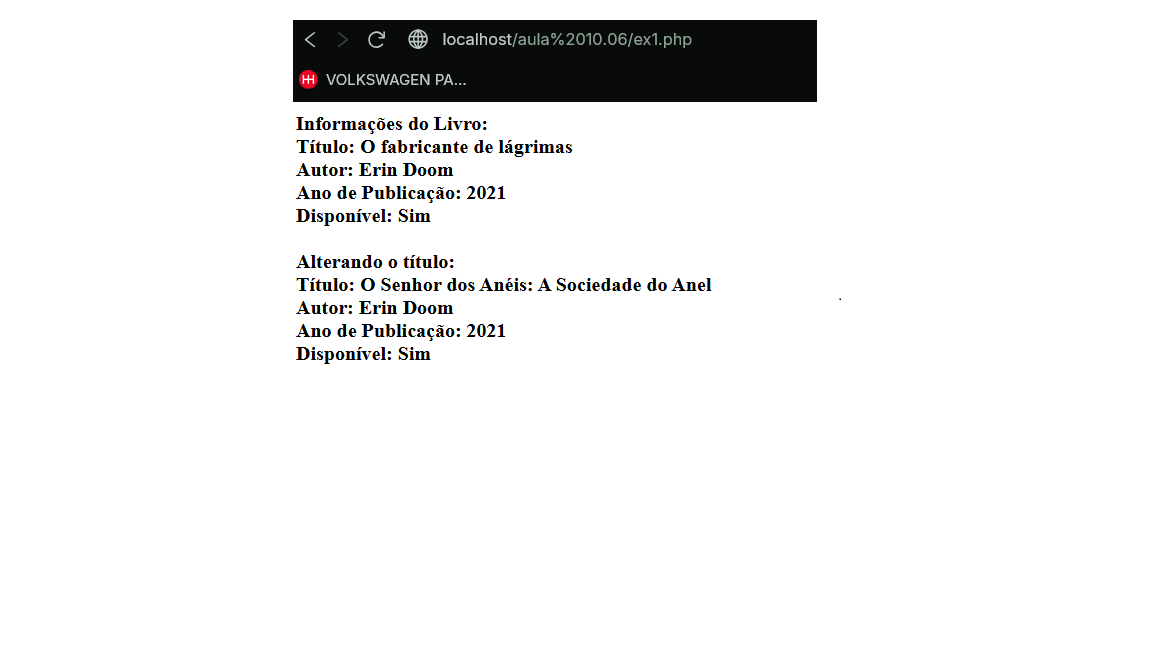 localhost/aula%2010.06/ex1.php
VOLKSWAGEN PA...
Informações do Livro:
Título: O fabricante de lágrimas
Autor: Erin Doom
Ano de Publicação: 2021
Disponível: Sim
Alterando o título:
Título: O Senhor dos Anéis: A Sociedade do Anel
Autor: Erin Doom
Ano de Publicação: 2021
Disponível: Sim